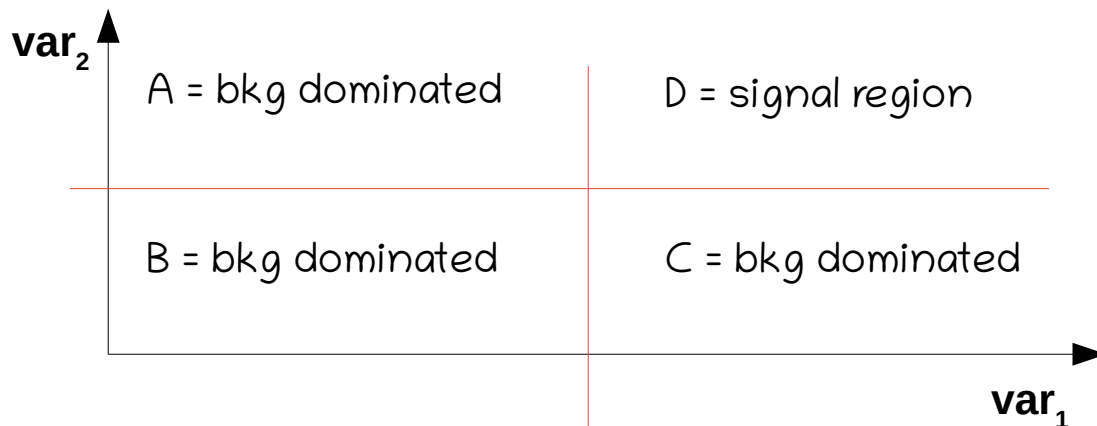 var₂
A = bkg dominated
D = signal region
B = bkg dominated
C = bkg dominated
var₁